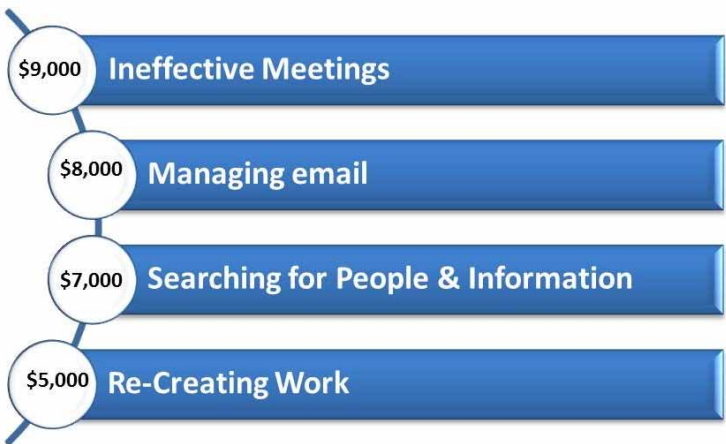 $9,000 Ineffective Meetings
$8,000 Managing email
$7,000 Searching for People & Information
$5,000 Re-Creating Work